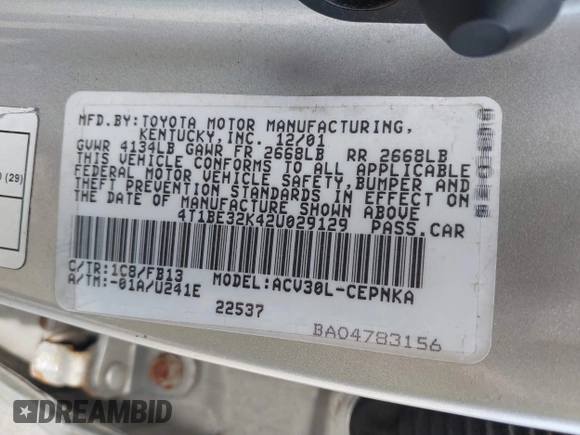 MFD.BY:TOYOTA MOTOR MANUFACTURING,
KENTUCKY,INC. 12/01
GVWR 4134LB GAWR FR 2668LB RR 2668LB
THIS VEHICLE CONFORMS TO ALL APPLICABLE
FEDERAL MOTOR VEHICLE SAFETY,BUMPER AND
THEFT PREVENTION STANDARDS IN EFFECT ON
THE DATE OF MANUFACTURE SHOWN ABOVE
4T1BE32K42U029129 PASS.CAR
C/TR:1C8/FB13 MODEL:ACV30L-CEPNKA
A/TM:-01A/U241E
22537
BA04783156
(29)
DREAMBID